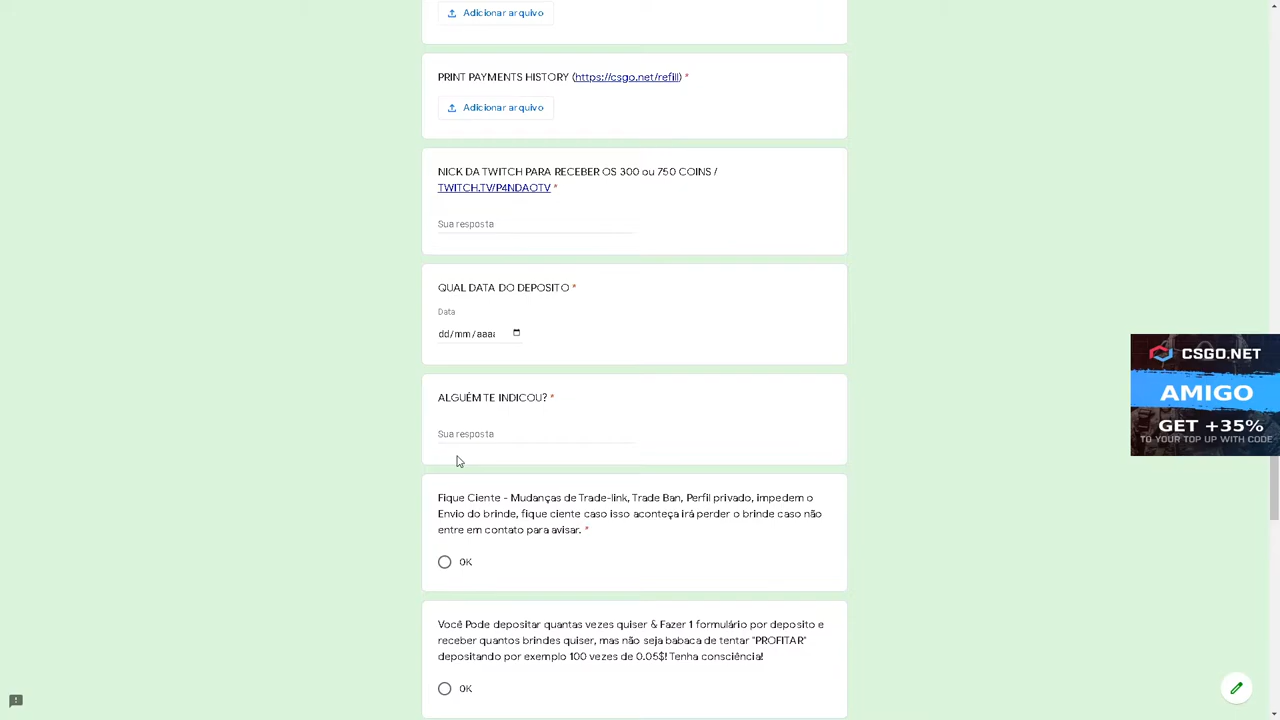 Adicionar arquivo
PRINT PAYMENTS HISTORY (https://csgo.net/refill) *
Adicionar arquivo
NICK DA TWITCH PARA RECEBER OS 300 ou 750 COINS /
TWITCH.TV/P4NDAOTV *
Sua resposta
QUAL DATA DO DEPOSITO *
Data
dd/mm/aaaa
ALGUÉM TE INDICOU? *
Sua resposta
Fique Ciente - Mudanças de Trade-link, Trade Ban, Perfil privado, impedem o
Envio do brinde, fique ciente caso isso aconteça irá perder o brinde caso não
entre em contato para avisar. *
OK
Você Pode depositar quantas vezes quiser & Fazer 1 formulário por deposito e
receber quantos brindes quiser, mas não seja babaca de tentar "PROFITAR"
depositando por exemplo 100 vezes de 0.05$! Tenha consciência!
OK
CSGO.NET
AMIGO
GET +35%
TO YOUR TOP UP WITH CODE